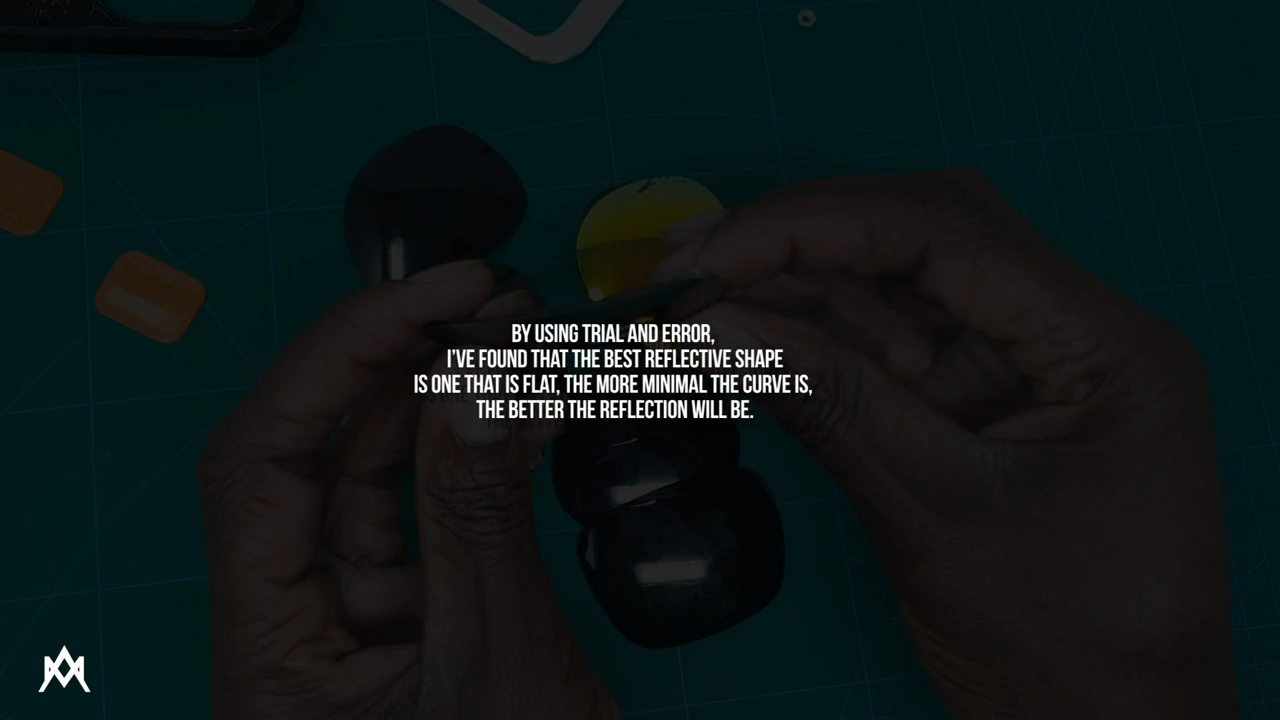 BY USING TRIAL AND ERROR,
I'VE FOUND THAT THE BEST REFLECTIVE SHAPE
IS ONE THAT IS FLAT, THE MORE MINIMAL THE CURVE IS,
THE BETTER THE REFLECTION WILL BE.